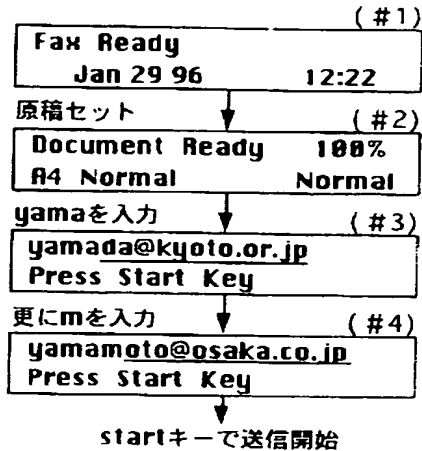 (#1)
Fax Ready
Jan 29 96 12:22
原稿セット
(#2)
Document Ready 100%
A4 Normal Normal
yamaを入力
(#3)
yamada@kyoto.or.jp
Press Start Key
更にmを入力
(#4)
yamamoto@osaka.co.jp
Press Start Key
startキーで送信開始